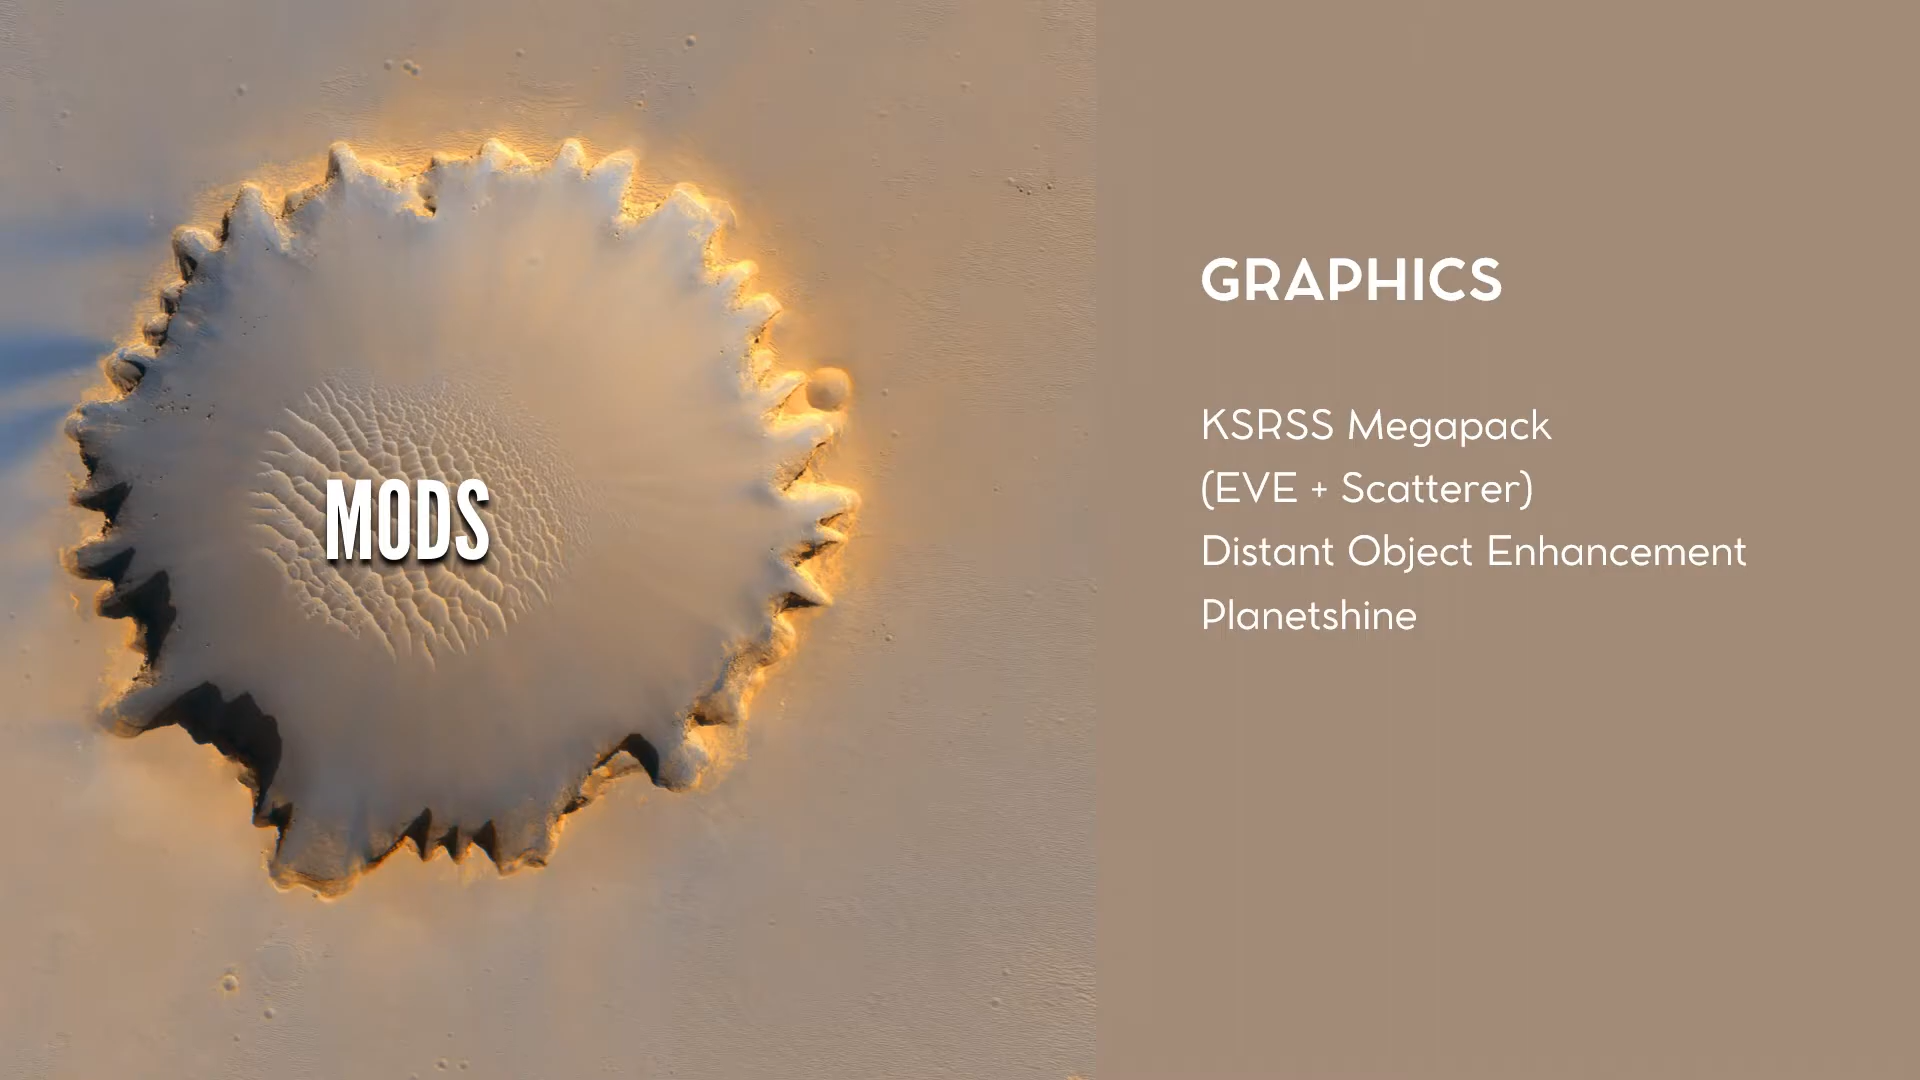 MODS
GRAPHICS
KSRSS Megapack
(EVE + Scatterer)
Distant Object Enhancement
Planetshine